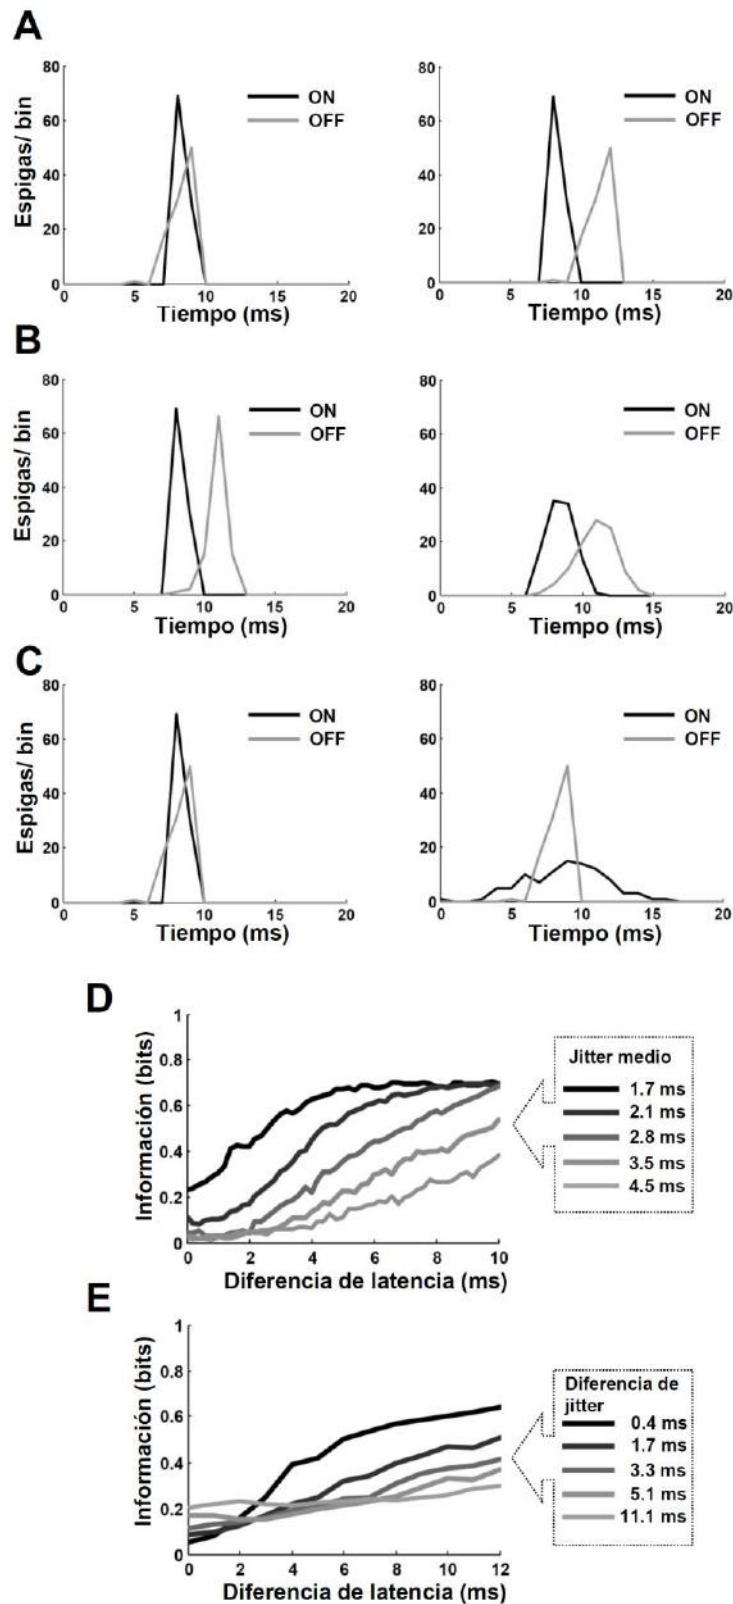 A
80
60
40
20
0
Espigas/ bin
ON
OFF
0 5 10 15 20
Tiempo (ms)
80
60
40
20
0
ON
OFF
0 5 10 15 20
Tiempo (ms)
B
80
60
40
20
0
Espigas/ bin
ON
OFF
0 5 10 15 20
Tiempo (ms)
80
60
40
20
0
ON
OFF
0 5 10 15 20
Tiempo (ms)
C
80
60
40
20
0
Espigas/ bin
ON
OFF
0 5 10 15 20
Tiempo (ms)
80
60
40
20
0
ON
OFF
0 5 10 15 20
Tiempo (ms)
D
1
0.8
0.6
0.4
0.2
0
Información (bits)
0 2 4 6 8 10
Diferencia de latencia (ms)
Jitter medio
1.7 ms
2.1 ms
2.8 ms
3.5 ms
4.5 ms
E
1
0.8
0.6
0.4
0.2
0
Información (bits)
0 2 4 6 8 10 12
Diferencia de latencia (ms)
Diferencia de
jitter
0.4 ms
1.7 ms
3.3 ms
5.1 ms
11.1 ms